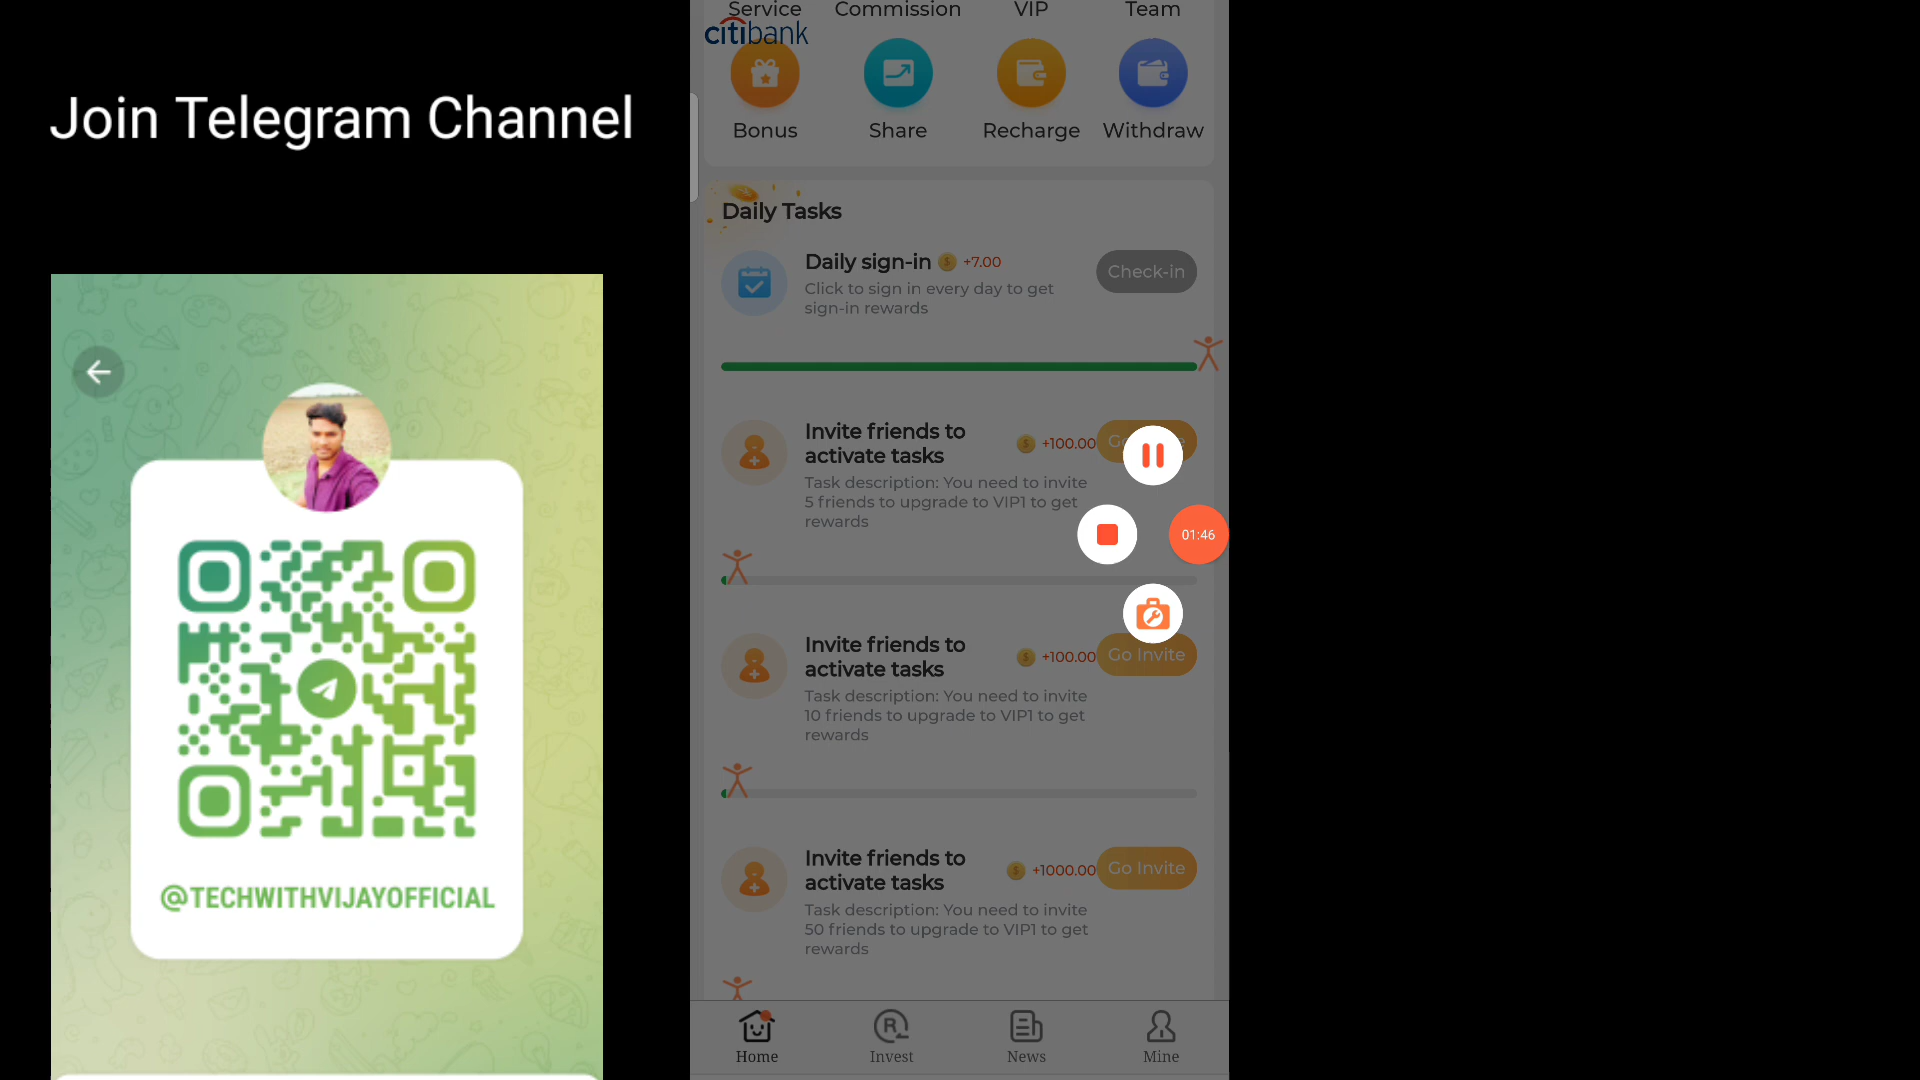 Join Telegram Channel
@TECHWITHVIJAYOFFICIAL
Service Commission VIP Team
citibank
Bonus Share Recharge Withdraw
Daily Tasks
Daily sign-in $ +7.00
Check-in
Click to sign in every day to get
sign-in rewards
Invite friends to
activate tasks
$ +100.00
Task description: You need to invite
5 friends to upgrade to VIP1 to get
rewards
01:46
Invite friends to
activate tasks
$ +100.00
Go Invite
Task description: You need to invite
10 friends to upgrade to VIP1 to get
rewards
Invite friends to
activate tasks
$ +1000.00
Go Invite
Task description: You need to invite
50 friends to upgrade to VIP1 to get
rewards
Home Invest News Mine